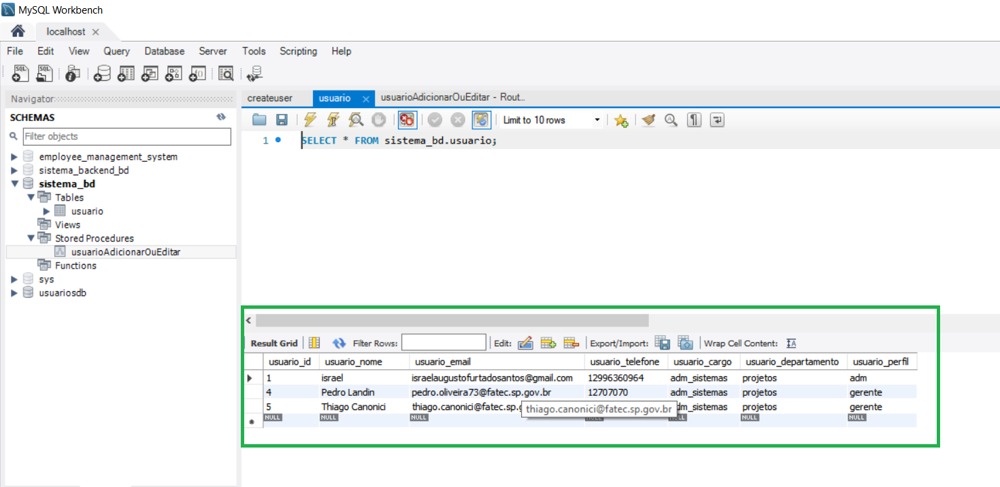 MySQL Workbench
localhost
File Edit View Query Database Server Tools Scripting Help
Navigator
SCHEMAS
Filter objects
employee_management_system
sistema_backend_bd
sistema_bd
Tables
usuario
Views
Stored Procedures
usuarioAdicionarOuEditar
Functions
sys
usuariosdb
createuser usuario usuarioAdicionarOuEditar - Rout...
Limit to 10 rows
1 SELECT * FROM sistema_bd.usuario;
Result Grid Filter Rows: Edit: Export/Import: Wrap Cell Content:
usuario_id usuario_nome usuario_email usuario_telefone usuario_cargo usuario_departamento usuario_perfil
1 israel israelaugustofurtadosantos@gmail.com 12996360964 adm_sistemas projetos adm
4 Pedro Landin pedro.oliveira73@fatec.sp.gov.br 12707070 adm_sistemas projetos gerente
5 Thiago Canonici thiago.canonici@fatec.sp.g adm_sistemas projetos gerente
thiago.canonici@fatec.sp.gov.br
NULL NULL NULL NULL NULL NULL NULL